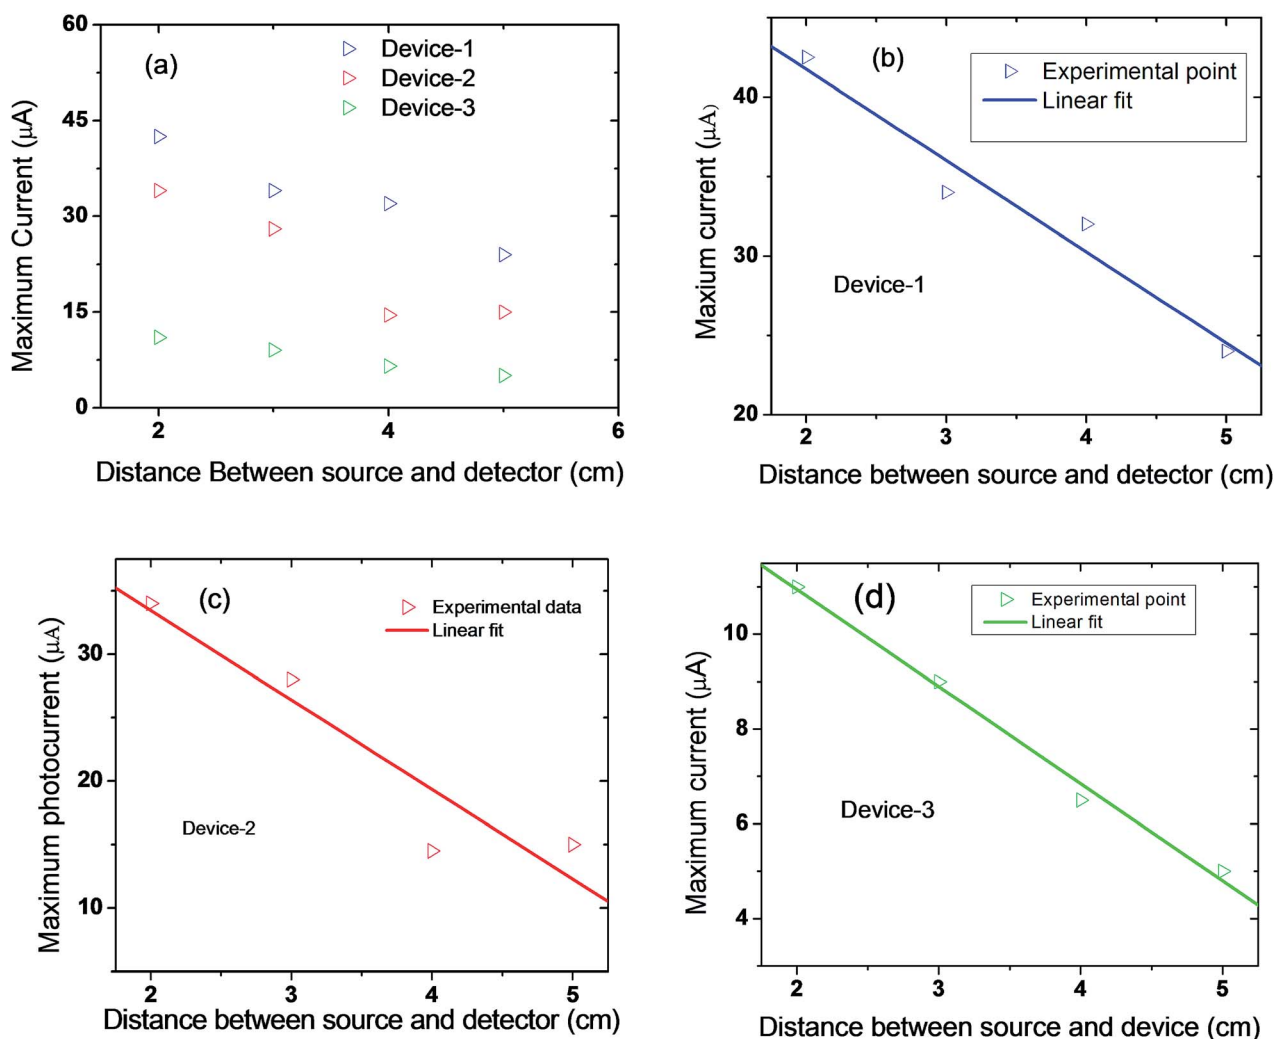 (a)
Device-1
Device-2
Device-3
60
45
30
15
0
2
4
6
Maximum Current (μA)
Distance Between source and detector (cm)
(b)
Experimental point
Linear fit
Device-1
40
30
20
2
3
4
5
Maxium current (μA)
Distance between source and detector (cm)
(c)
Experimental data
Linear fit
Device-2
30
20
10
2
3
4
5
Maximum photocurrent (μA)
Distance between source and detector (cm)
(d)
Experimental point
Linear fit
Device-3
10
8
6
4
2
3
4
5
Maximum current (μA)
Distance between source and device (cm)